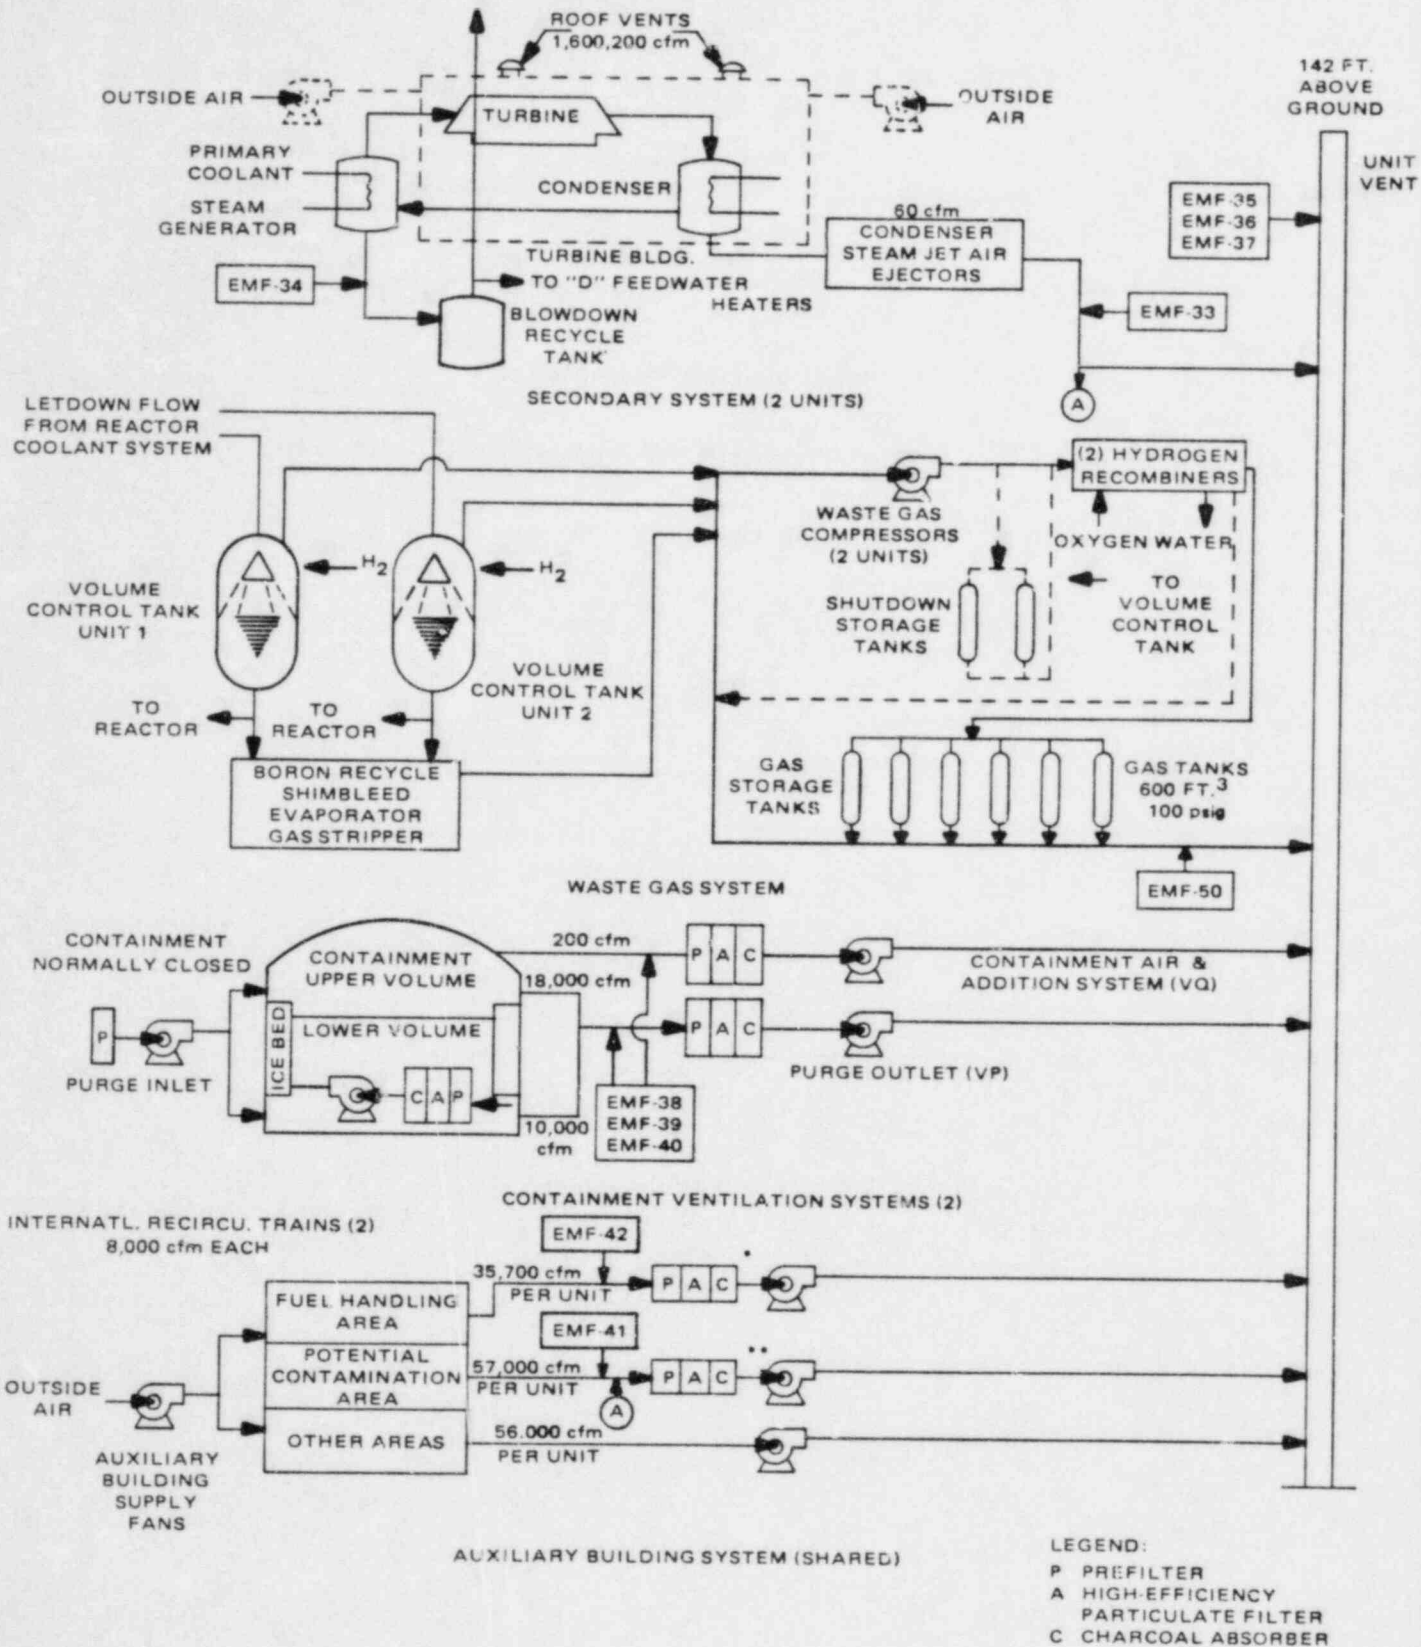 ROOF VENTS
1,600,200 cfm
142 FT.
ABOVE
GROUND
OUTSIDE AIR
TURBINE
OUTSIDE
AIR
UNIT
VENT
PRIMARY
COOLANT
STEAM
GENERATOR
CONDENSER
EMF-35
EMF-36
EMF-37
60 cfm
CONDENSER
STEAM JET AIR
EJECTORS
TURBINE BLDG.
EMF-34
TO "D" FEEDWATER
HEATERS
BLOWDOWN
RECYCLE
TANK
EMF-33
A
SECONDARY SYSTEM (2 UNITS)
LETDOWN FLOW
FROM REACTOR
COOLANT SYSTEM
(2) HYDROGEN
RECOMBINERS
WASTE GAS
COMPRESSORS
(2 UNITS)
OXYGEN WATER
H2
H2
VOLUME
CONTROL TANK
UNIT 1
SHUTDOWN
STORAGE
TANKS
TO
VOLUME
CONTROL
TANK
VOLUME
CONTROL TANK
UNIT 2
TO
REACTOR
TO
REACTOR
BORON RECYCLE
SHIMBLEED
EVAPORATOR
GAS STRIPPER
GAS
STORAGE
TANKS
GAS TANKS
600 FT.3
100 psig
EMF-50
WASTE GAS SYSTEM
CONTAINMENT
NORMALLY CLOSED
CONTAINMENT
UPPER VOLUME
200 cfm
18,000 cfm
P A C
CONTAINMENT AIR &
ADDITION SYSTEM (VQ)
P
PURGE INLET
ICE BED
LOWER VOLUME
C A P
P A C
PURGE OUTLET (VP)
10,000
cfm
EMF-38
EMF-39
EMF-40
CONTAINMENT VENTILATION SYSTEMS (2)
INTERNATL. RECIRCU. TRAINS (2)
8,000 cfm EACH
EMF-42
FUEL HANDLING
AREA
35,700 cfm
PER UNIT
P A C
*
EMF-41
POTENTIAL
CONTAMINATION
AREA
57,000 cfm
PER UNIT
A
P A C
**
OUTSIDE
AIR
OTHER AREAS
56.000 cfm
PER UNIT
AUXILIARY
BUILDING
SUPPLY
FANS
AUXILIARY BUILDING SYSTEM (SHARED)
LEGEND:
P PREFILTER
A HIGH-EFFICIENCY
PARTICULATE FILTER
C CHARCOAL ABSORBER